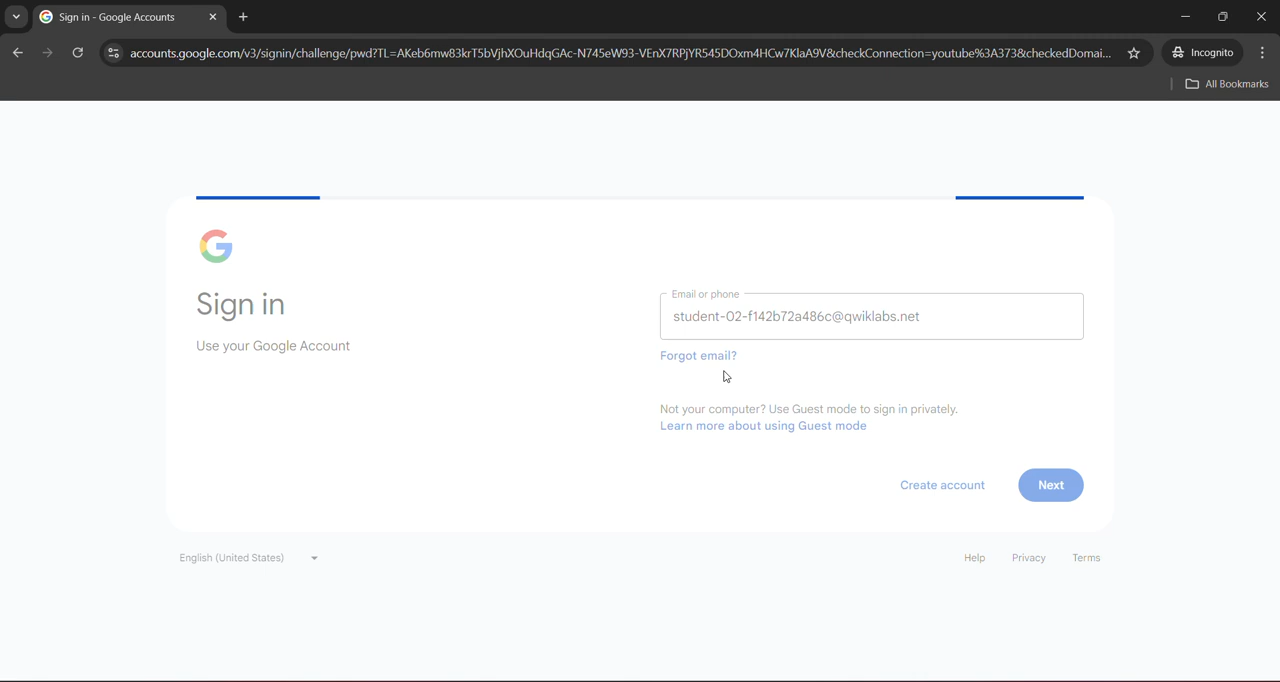 Sign in - Google Accounts
accounts.google.com/v3/signin/challenge/pwd?TL=AKeb6mw83krT5bVjhXOuHdqGAc-N745eW93-VEnX7RPjYR545DOxm4HCw7KlaA9V&checkConnection=youtube%3A373&checkedDomai...
Incognito
All Bookmarks
Sign in
Use your Google Account
Email or phone
student-02-f142b72a486c@qwiklabs.net
Forgot email?
Not your computer? Use Guest mode to sign in privately.
Learn more about using Guest mode
Create account
Next
English (United States)
Help
Privacy
Terms